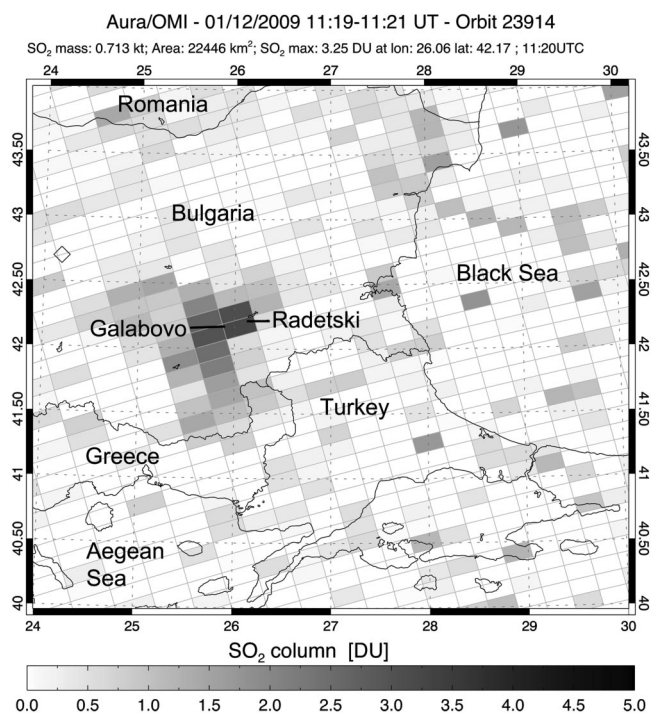 Aura/OMI - 01/12/2009 11:19-11:21 UT - Orbit 23914
SO₂ mass: 0.713 kt; Area: 22446 km²; SO₂ max: 3.25 DU at lon: 26.06 lat: 42.17 ; 11:20UTC
24 25 26 27 28 29 30
Romania
43.50 43.50
Bulgaria
43 43
Black Sea
42.50 42.50
Galabovo Radetski
42 42
Turkey
41.50 41.50
Greece
41 41
40.50 40.50
Aegean
Sea
40 40
24 25 26 27 28 29 30
SO₂ column [DU]
0.0 0.5 1.0 1.5 2.0 2.5 3.0 3.5 4.0 4.5 5.0